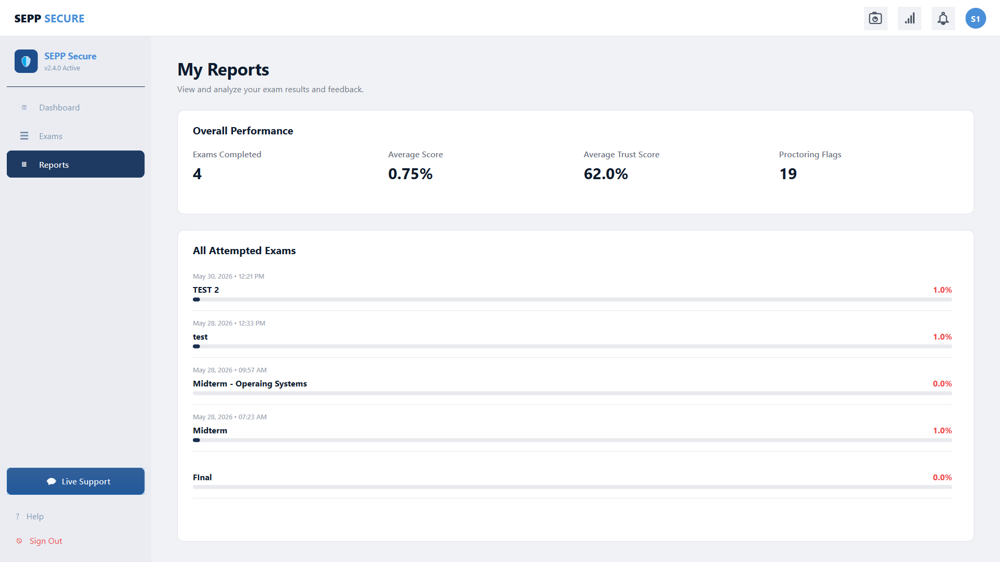 SEPP SECURE
S1
SEPP Secure
v2.4.0 Active
Dashboard
Exams
Reports
Live Support
? Help
Sign Out
My Reports
View and analyze your exam results and feedback.
Overall Performance
Exams Completed
4
Average Score
0.75%
Average Trust Score
62.0%
Proctoring Flags
19
All Attempted Exams
May 30, 2026 • 12:21 PM
TEST 2 1.0%
May 28, 2026 • 12:33 PM
test 1.0%
May 28, 2026 • 09:57 AM
Midterm - Operaing Systems 0.0%
May 28, 2026 • 07:23 AM
Midterm 1.0%
FInal 0.0%